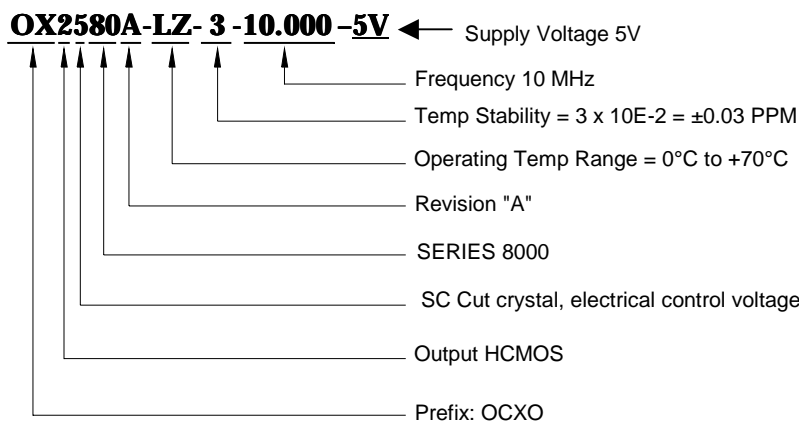 OX2580A-LZ- 3 -10.000 -5V
Supply Voltage 5V
Frequency 10 MHz
Temp Stability = 3 x 10E-2 = ±0.03 PPM
Operating Temp Range = 0°C to +70°C
Revision "A"
SERIES 8000
SC Cut crystal, electrical control voltage
Output HCMOS
Prefix: OCXO